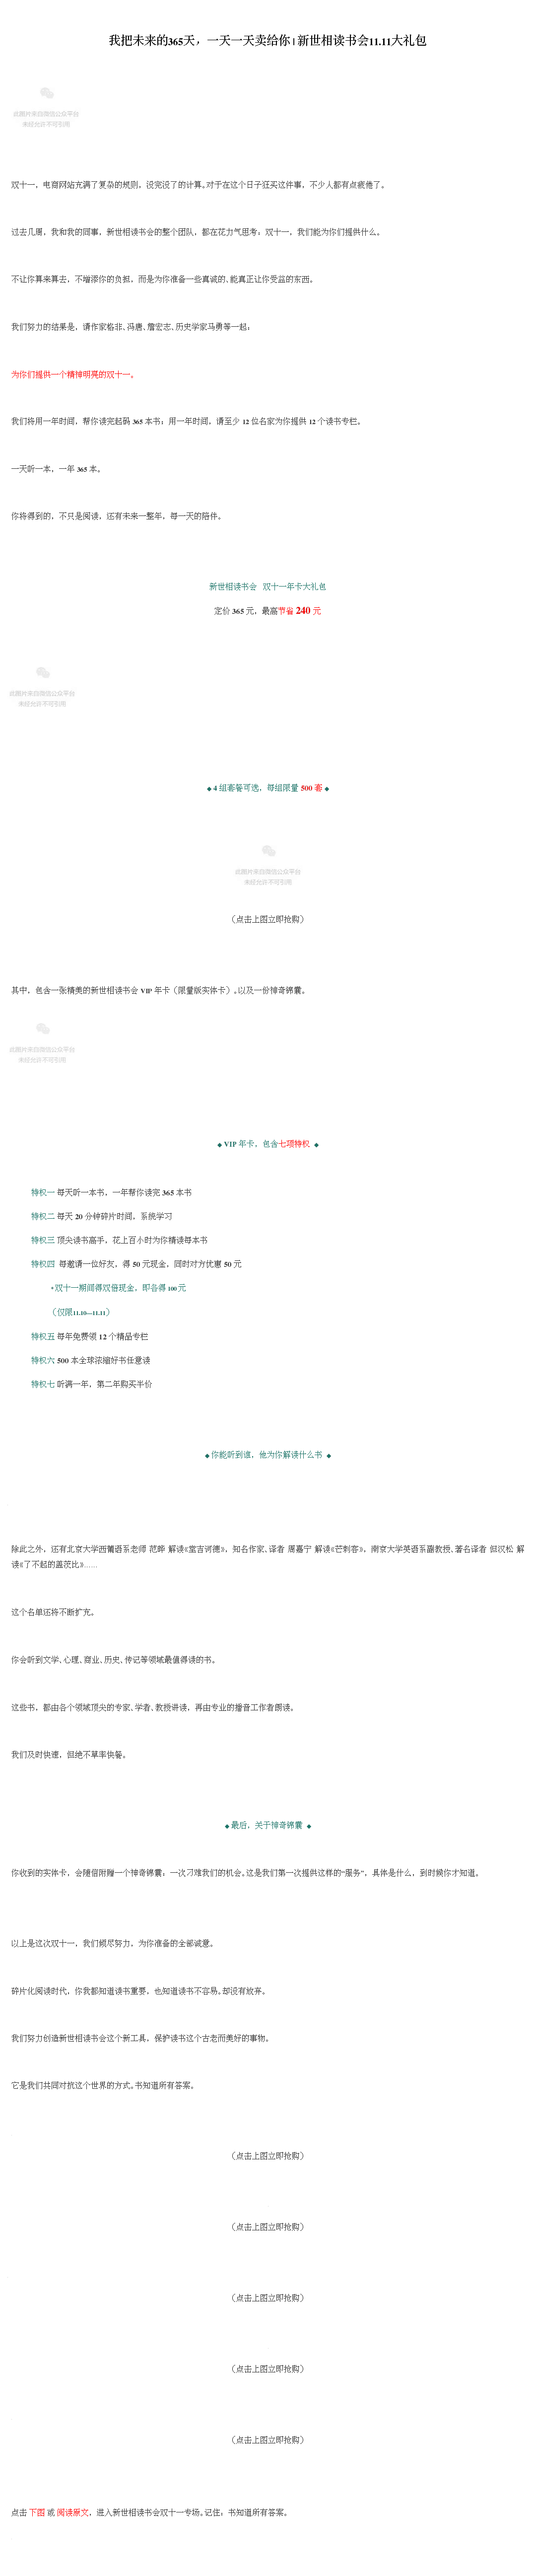 我把未来的365天，一天一天卖给你 | 新世相读书会11.11大礼包
此图片来自微信公众平台
未经允许不可引用
双十一，电商网站充满了复杂的规则，没完没了的计算。对于在这个日子狂买这件事，不少人都有点疲倦了。
过去几周，我和我的同事，新世相读书会的整个团队，都在花力气思考：双十一，我们能为你们提供什么。
不让你算来算去，不增添你的负担，而是为你准备一些真诚的、能真正让你受益的东西。
我们努力的结果是，请作家格非、冯唐、詹宏志、历史学家马勇等一起：
为你们提供一个精神明亮的双十一。
我们将用一年时间，帮你读完起码 365 本书；用一年时间，请至少 12 位名家为你提供 12 个读书专栏。
一天听一本，一年 365 本。
你将得到的，不只是阅读，还有未来一整年，每一天的陪伴。
新世相读书会 双十一年卡大礼包
定价 365 元，最高节省 240 元
此图片来自微信公众平台
未经允许不可引用
◆ 4 组套餐可选，每组限量 500 套 ◆
此图片来自微信公众平台
未经允许不可引用
（点击上图立即抢购）
其中，包含一张精美的新世相读书会 VIP 年卡（限量版实体卡）。以及一份神奇锦囊。
此图片来自微信公众平台
未经允许不可引用
◆ VIP 年卡，包含七项特权 ◆
特权一 每天听一本书，一年帮你读完 365 本书
特权二 每天 20 分钟碎片时间，系统学习
特权三 顶尖读书高手，花上百小时为你精读每本书
特权四 每邀请一位好友，得 50 元现金，同时对方优惠 50 元
*双十一期间得双倍现金，即各得 100 元
（仅限11.10—11.11）
特权五 每年免费领 12 个精品专栏
特权六 500 本全球浓缩好书任意读
特权七 听满一年，第二年购买半价
◆ 你能听到谁，他为你解读什么书 ◆
除此之外，还有北京大学西葡语系老师 范晔 解读《堂吉诃德》，知名作家、译者 周嘉宁 解读《芒刺客》，南京大学英语系副教授、著名译者 但汉松 解
读《了不起的盖茨比》……
这个名单还将不断扩充。
你会听到文学、心理、商业、历史、传记等领域最值得读的书。
这些书，都由各个领域顶尖的专家、学者、教授讲读，再由专业的播音工作者朗读。
我们及时快速，但绝不草率快餐。
◆ 最后，关于神奇锦囊 ◆
你收到的实体卡，会随信附赠一个神奇锦囊：一次刁难我们的机会。这是我们第一次提供这样的“服务”，具体是什么，到时候你才知道。
以上是这次双十一，我们倾尽努力，为你准备的全部诚意。
碎片化阅读时代，你我都知道读书重要，也知道读书不容易。却没有放弃。
我们努力创造新世相读书会这个新工具，保护读书这个古老而美好的事物。
它是我们共同对抗这个世界的方式。书知道所有答案。
（点击上图立即抢购）
（点击上图立即抢购）
（点击上图立即抢购）
（点击上图立即抢购）
（点击上图立即抢购）
点击 下图 或 阅读原文，进入新世相读书会双十一专场。记住：书知道所有答案。